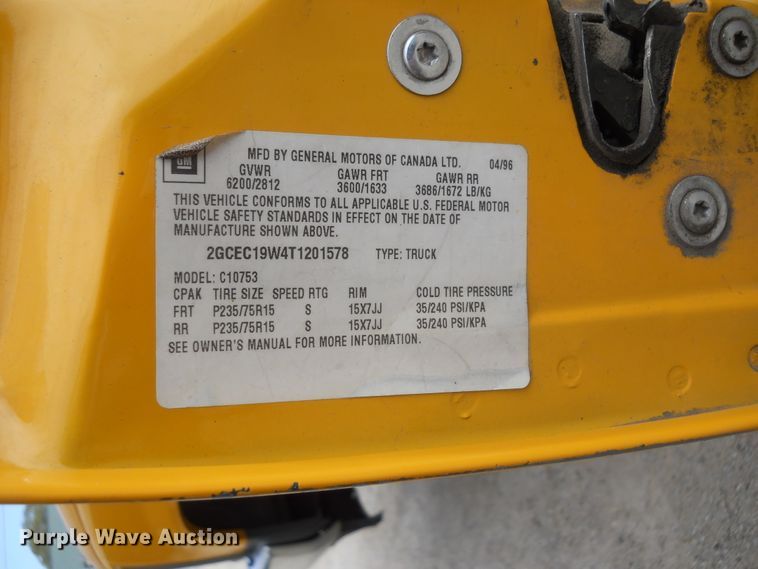 GM
MFD BY GENERAL MOTORS OF CANADA LTD. 04/96
GVWR GAWR FRT GAWR RR
6200/2812 3600/1633 3686/1672 LB/KG
THIS VEHICLE CONFORMS TO ALL APPLICABLE U.S. FEDERAL MOTOR
VEHICLE SAFETY STANDARDS IN EFFECT ON THE DATE OF
MANUFACTURE SHOWN ABOVE.
2GCEC19W4T1201578 TYPE: TRUCK
MODEL: C10753
CPAK TIRE SIZE SPEED RTG RIM COLD TIRE PRESSURE
FRT P235/75R15 S 15X7JJ 35/240 PSI/KPA
RR P235/75R15 S 15X7JJ 35/240 PSI/KPA
SEE OWNER'S MANUAL FOR MORE INFORMATION.
Purple Wave Auction